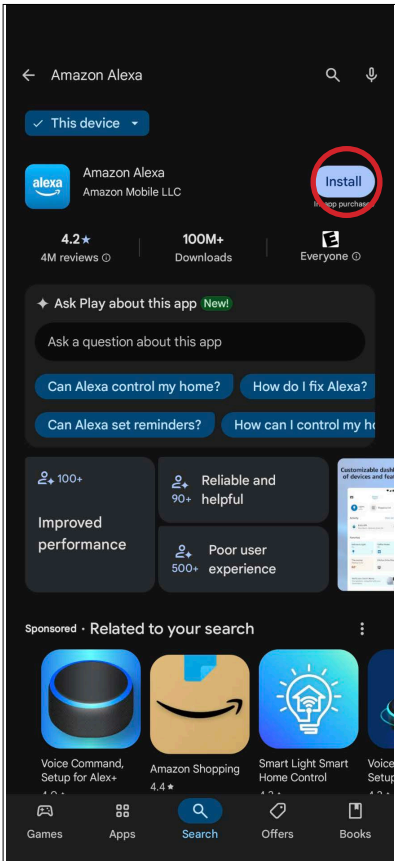 Amazon Alexa
This device
alexa
Amazon Alexa
Amazon Mobile LLC
Install
In-app purchases
4.2★
4M reviews
100M+
Downloads
E
Everyone
Ask Play about this app New!
Ask a question about this app
Can Alexa control my home?
How do I fix Alexa?
Can Alexa set reminders?
How can I control my ho
100+
Improved
performance
90+
Reliable and
helpful
500+
Poor user
experience
Customizable dash
of devices and feat
Sponsored · Related to your search
Voice Command,
Setup for Alex+
Amazon Shopping
4.4★
Smart Light Smart
Home Control
Voice
Setup
Games
Apps
Search
Offers
Books